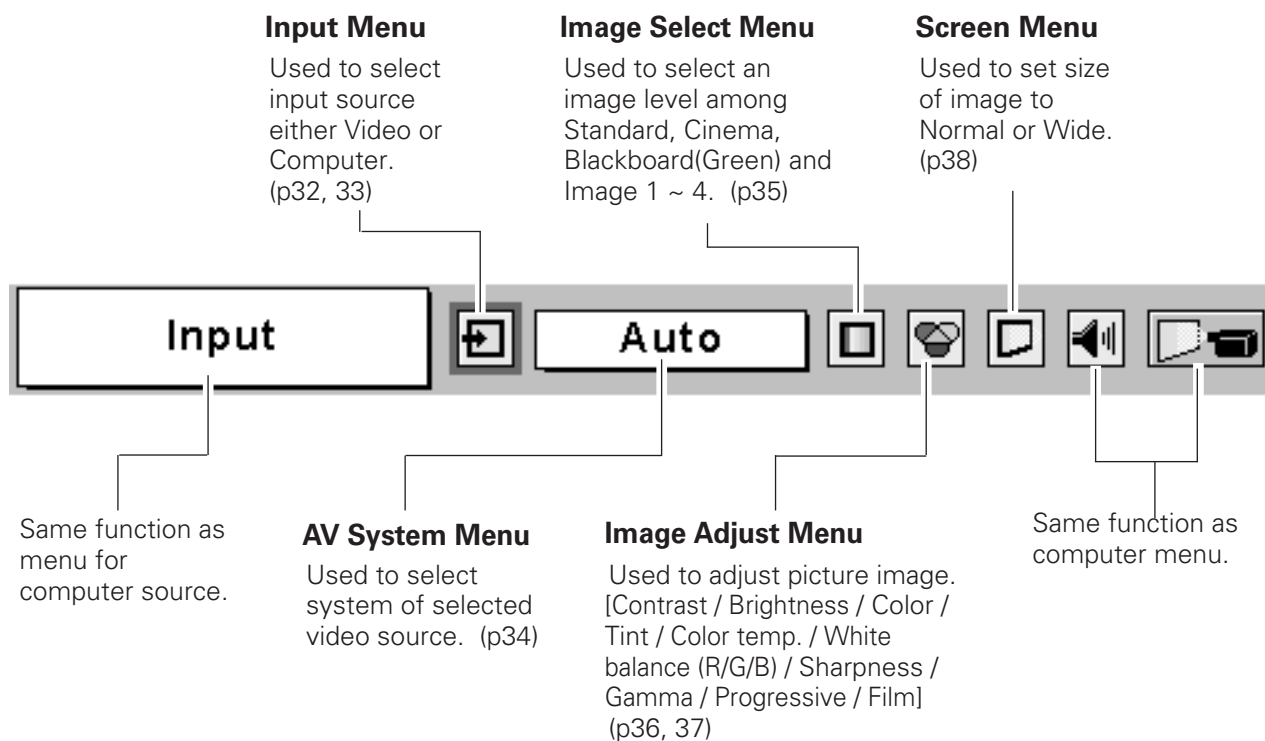 Input Menu
Used to select
input source
either Video or
Computer.
(p32, 33)
Image Select Menu
Used to select an
image level among
Standard, Cinema,
Blackboard(Green) and
Image 1 ~ 4. (p35)
Screen Menu
Used to set size
of image to
Normal or Wide.
(p38)
Input
Auto
Same function as
menu for
computer source.
AV System Menu
Used to select
system of selected
video source. (p34)
Image Adjust Menu
Used to adjust picture image.
[Contrast / Brightness / Color /
Tint / Color temp. / White
balance (R/G/B) / Sharpness /
Gamma / Progressive / Film]
(p36, 37)
Same function as
computer menu.